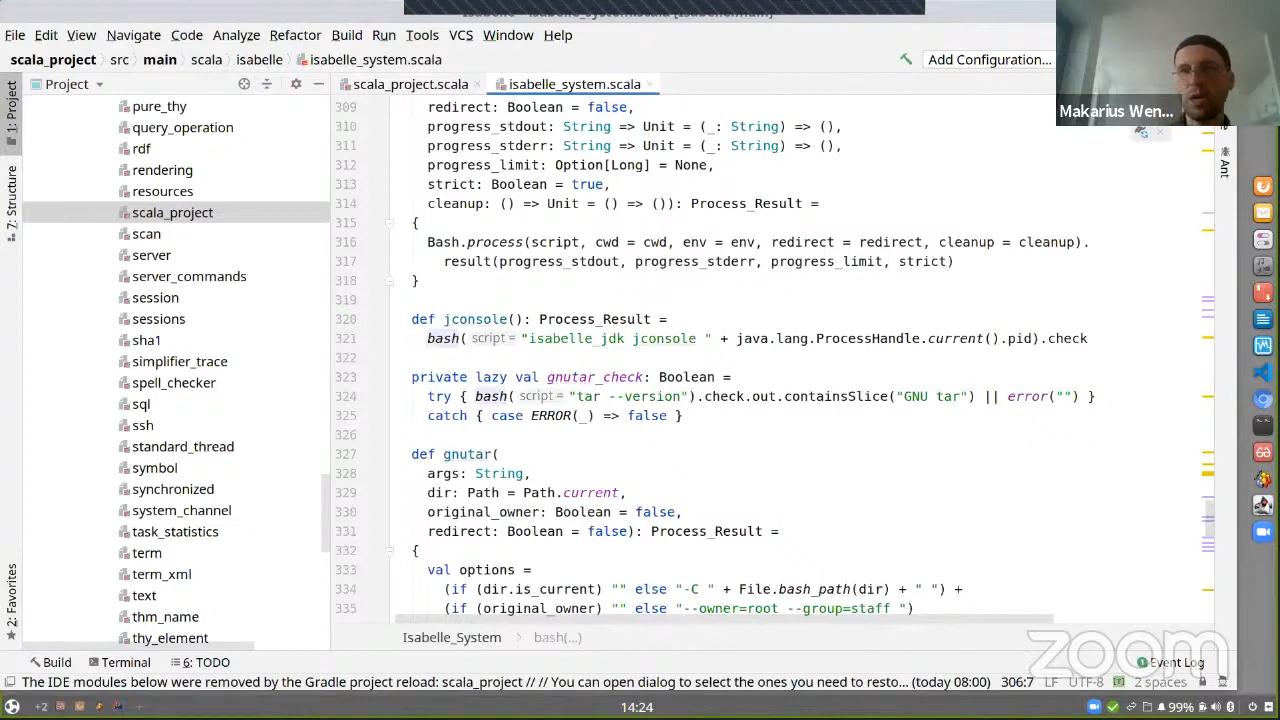 File Edit View Navigate Code Analyze Refactor Build Run Tools VCS Window Help
scala_project src main scala isabelle isabelle_system.scala
Add Configuration...
Makarius Wen...
Project
scala_project.scala isabelle_system.scala
1: Project
Z: Structure
2: Favorites
Ant
pure_thy
query_operation
rdf
rendering
resources
scala_project
scan
server
server_commands
session
sessions
sha1
simplifier_trace
spell_checker
sql
ssh
standard_thread
symbol
synchronized
system_channel
task_statistics
term
term_xml
text
thm_name
thy_element
309 redirect: Boolean = false,
310 progress_stdout: String => Unit = (_: String) => (),
311 progress_stderr: String => Unit = (_: String) => (),
312 progress_limit: Option[Long] = None,
313 strict: Boolean = true,
314 cleanup: () => Unit = () => ()): Process_Result =
315 {
316 Bash.process(script, cwd = cwd, env = env, redirect = redirect, cleanup = cleanup).
317 result(progress_stdout, progress_stderr, progress_limit, strict)
318 }
319
320 def jconsole(): Process_Result =
321 bash( script = "isabelle_jdk jconsole " + java.lang.ProcessHandle.current().pid).check
322
323 private lazy val gnutar_check: Boolean =
324 try { bash( script = "tar --version").check.out.containsSlice("GNU tar") || error("") }
325 catch { case ERROR(_) => false }
326
327 def gnutar(
328 args: String,
329 dir: Path = Path.current,
330 original_owner: Boolean = false,
331 redirect: Boolean = false): Process_Result =
332 {
333 val options =
334 (if (dir.is_current) "" else "-C " + File.bash_path(dir) + " ") +
335 (if (original_owner) "" else "--owner=root --group=staff ")
Isabelle_System bash(...)
zoom
Build Terminal 6: TODO Event Log
The IDE modules below were removed by the Gradle project reload: scala_project // // You can open dialog to select the ones you need to resto... (today 08:00) 306:7 LF UTF-8 2 spaces
+2 14:24 99%